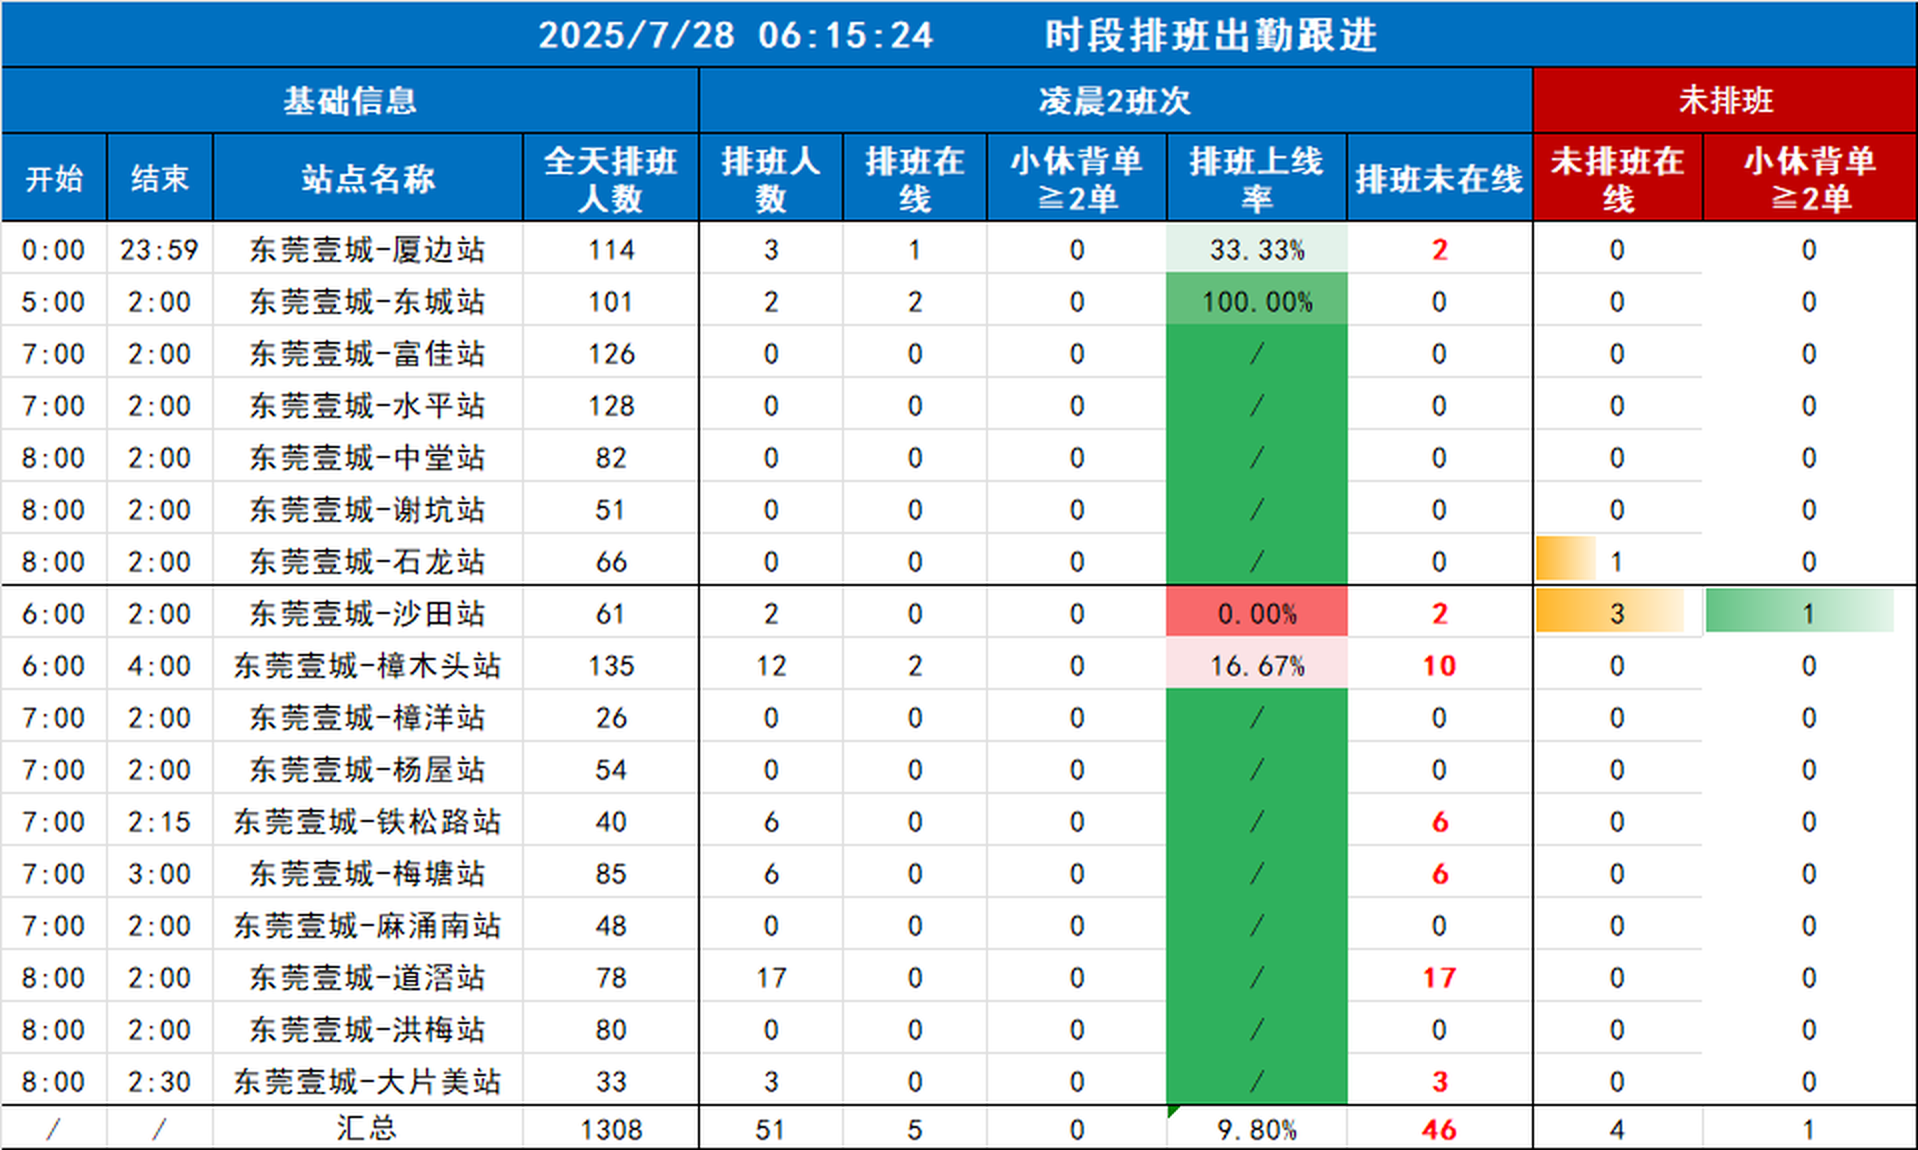 2025/7/28 06:15:24 时段排班出勤跟进
基础信息 凌晨2班次 未排班
开始 结束 站点名称 全天排班人数 排班人数 排班在线 小休背单≧2单 排班上线率 排班未在线 未排班在线 小休背单≧2单
0:00 23:59 东莞壹城-厦边站 114 3 1 0 33.33% 2 0 0
5:00 2:00 东莞壹城-东城站 101 2 2 0 100.00% 0 0 0
7:00 2:00 东莞壹城-富佳站 126 0 0 0 / 0 0 0
7:00 2:00 东莞壹城-水平站 128 0 0 0 / 0 0 0
8:00 2:00 东莞壹城-中堂站 82 0 0 0 / 0 0 0
8:00 2:00 东莞壹城-谢坑站 51 0 0 0 / 0 0 0
8:00 2:00 东莞壹城-石龙站 66 0 0 0 / 0 1 0
6:00 2:00 东莞壹城-沙田站 61 2 0 0 0.00% 2 3 1
6:00 4:00 东莞壹城-樟木头站 135 12 2 0 16.67% 10 0 0
7:00 2:00 东莞壹城-樟洋站 26 0 0 0 / 0 0 0
7:00 2:00 东莞壹城-杨屋站 54 0 0 0 / 0 0 0
7:00 2:15 东莞壹城-铁松路站 40 6 0 0 / 6 0 0
7:00 3:00 东莞壹城-梅塘站 85 6 0 0 / 6 0 0
7:00 2:00 东莞壹城-麻涌南站 48 0 0 0 / 0 0 0
8:00 2:00 东莞壹城-道滘站 78 17 0 0 / 17 0 0
8:00 2:00 东莞壹城-洪梅站 80 0 0 0 / 0 0 0
8:00 2:30 东莞壹城-大片美站 33 3 0 0 / 3 0 0
/ / 汇总 1308 51 5 0 9.80% 46 4 1